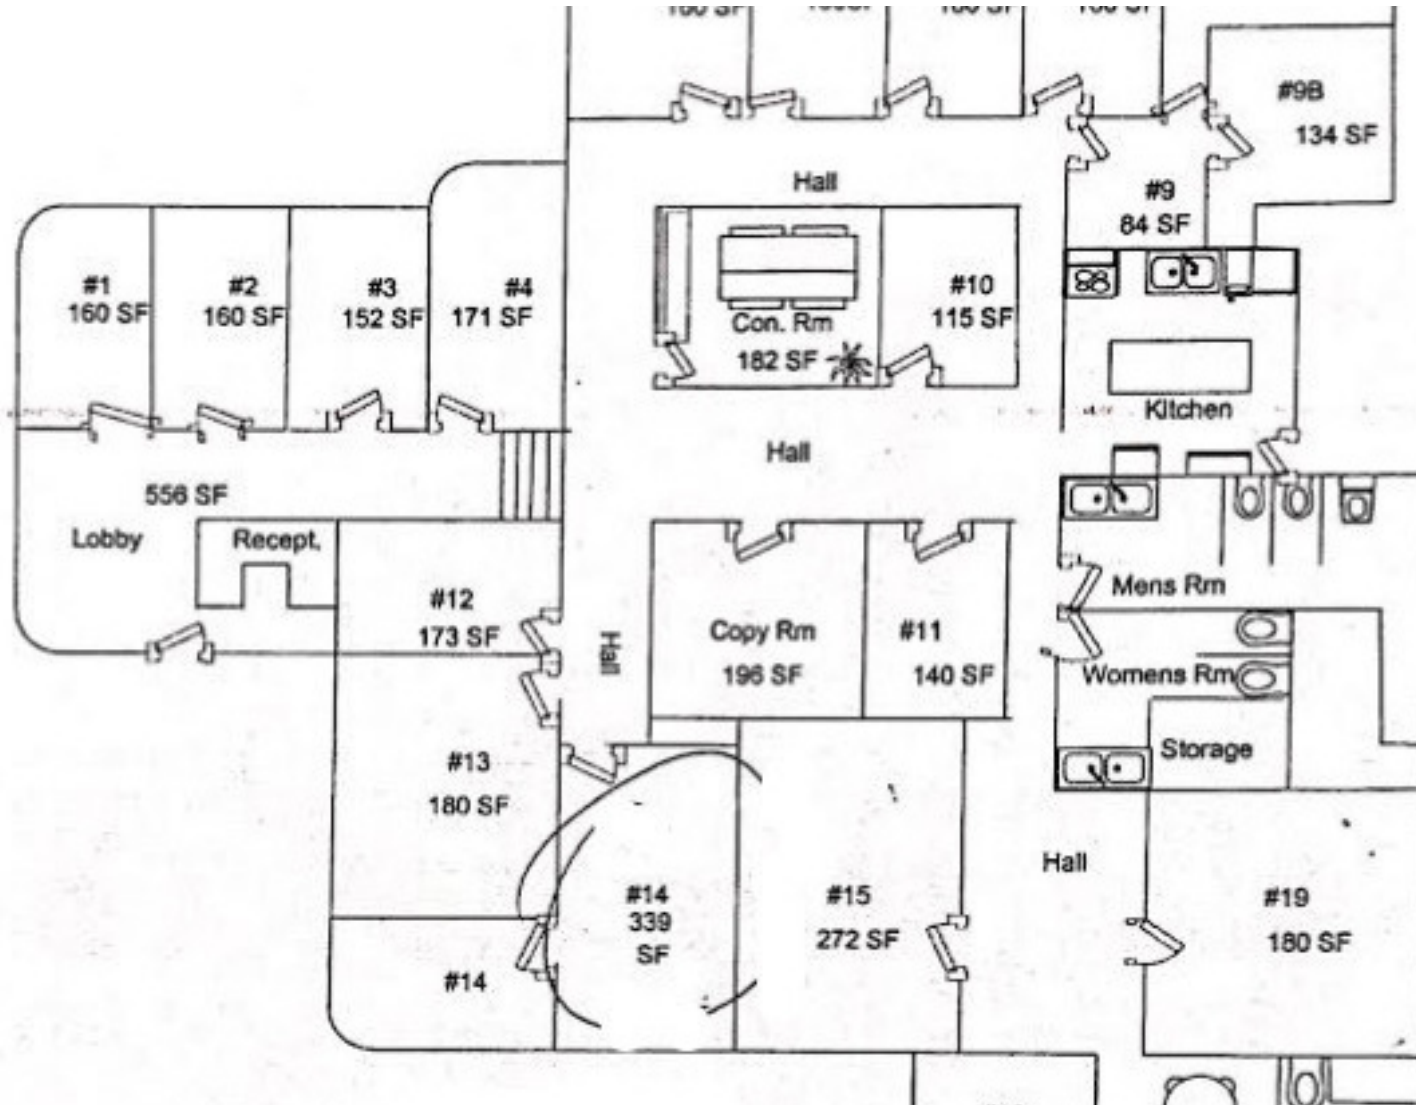 #9B
134 SF
Hall
#9
84 SF
#1
160 SF
#2
160 SF
#3
152 SF
#4
171 SF
#10
115 SF
Con. Rm
182 SF
Kitchen
Hall
556 SF
Lobby
Recept.
#12
173 SF
Hall
Copy Rm
196 SF
#11
140 SF
Mens Rm
Womens Rm
Storage
#13
180 SF
Hall
#14
339
SF
#15
272 SF
#19
180 SF
#14